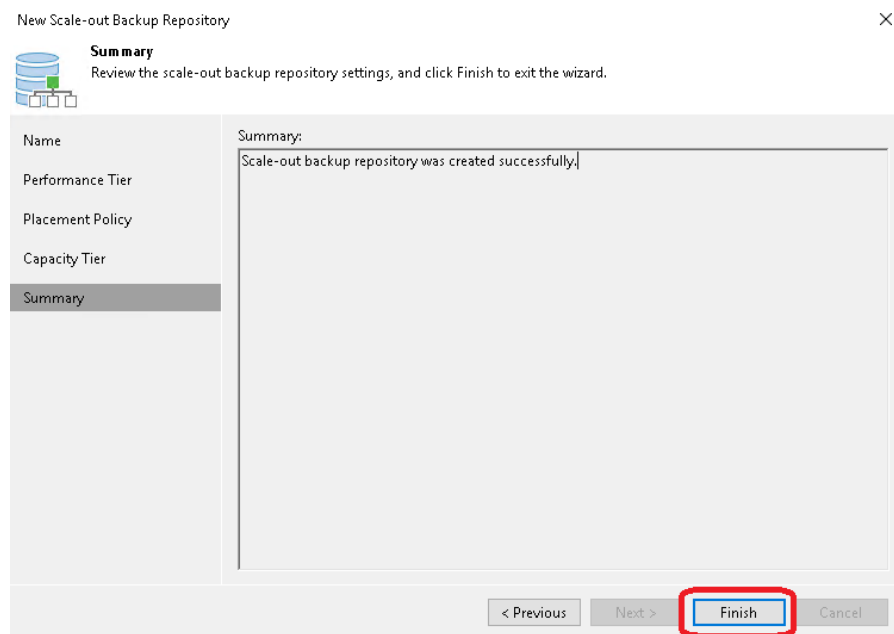 New Scale-out Backup Repository
Summary
Review the scale-out backup repository settings, and click Finish to exit the wizard.
Name
Performance Tier
Placement Policy
Capacity Tier
Summary
Summary:
Scale-out backup repository was created successfully.
< Previous
Next >
Finish
Cancel